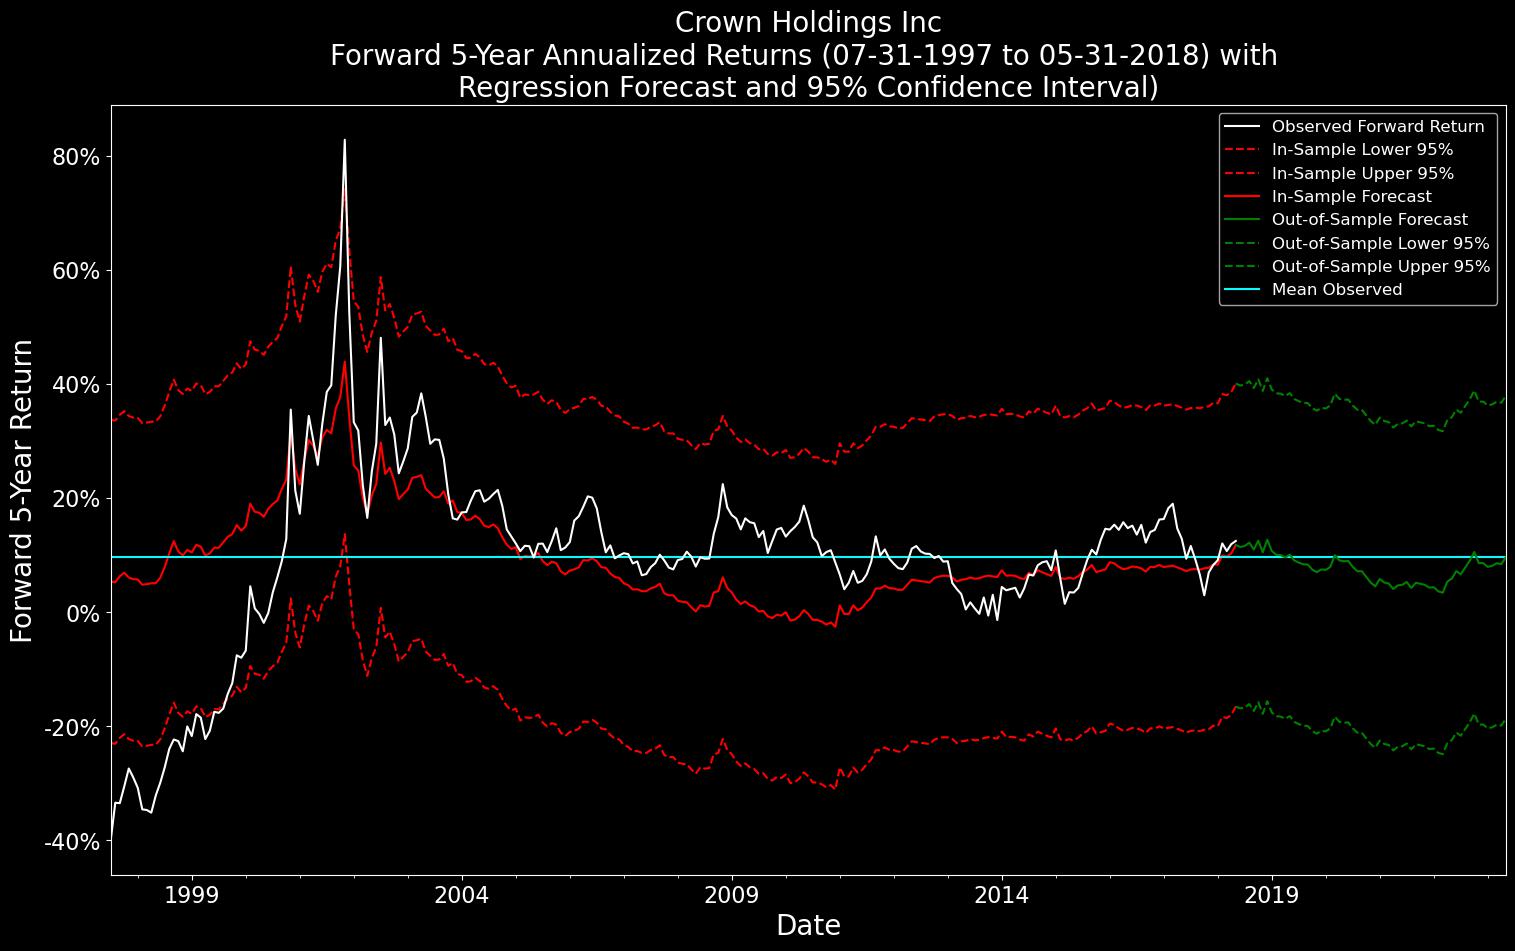 Crown Holdings Inc
Forward 5-Year Annualized Returns (07-31-1997 to 05-31-2018) with
Regression Forecast and 95% Confidence Interval)
Observed Forward Return
In-Sample Lower 95%
In-Sample Upper 95%
In-Sample Forecast
Out-of-Sample Forecast
Out-of-Sample Lower 95%
Out-of-Sample Upper 95%
Mean Observed
Forward 5-Year Return
80%
60%
40%
20%
0%
-20%
-40%
1999 2004 2009 2014 2019
Date